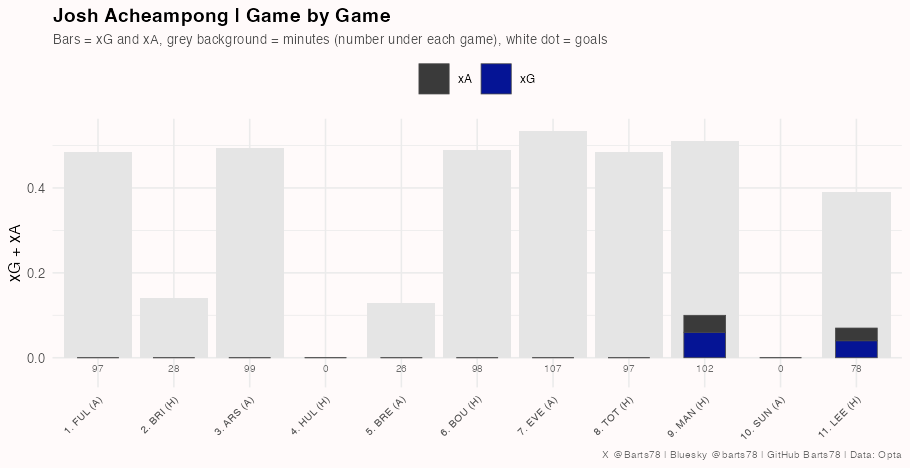 Josh Acheampong | Game by Game
Bars = xG and xA, grey background = minutes (number under each game), white dot = goals
xA xG
xG + xA
0.4
0.2
0.0
97 28 99 0 26 98 107 97 102 0 78
1. FUL (A) 2. BRI (H) 3. ARS (A) 4. HUL (H) 5. BRE (A) 6. BOU (H) 7. EVE (A) 8. TOT (H) 9. MAN (H) 10. SUN (A) 11. LEE (H)
X @Barts78 | Bluesky @barts78 | GitHub Barts78 | Data: Opta